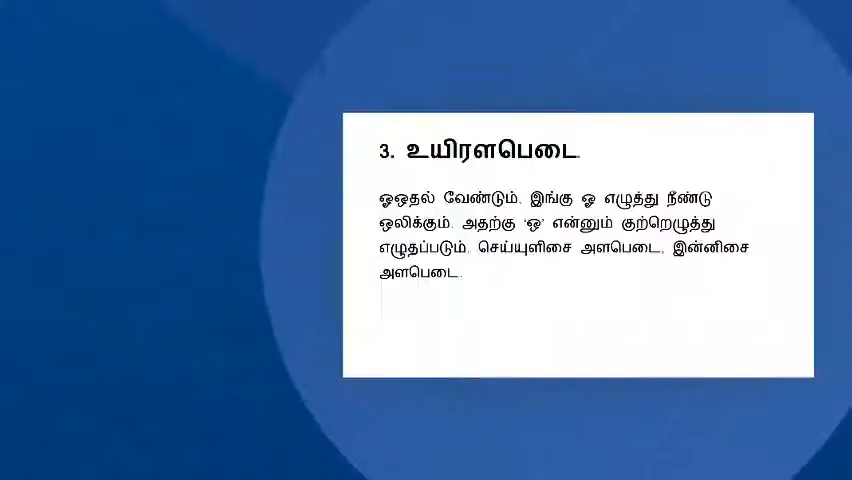 3. உயிரளபெடை.
ஓஒதல் வேண்டும். இங்கு ஓ எழுத்து நீண்டு
ஒலிக்கும். அதற்கு ‘ஒ’ என்னும் குற்றெழுத்து
எழுதப்படும். செய்யுளிசை அளபெடை, இன்னிசை
அளபெடை.